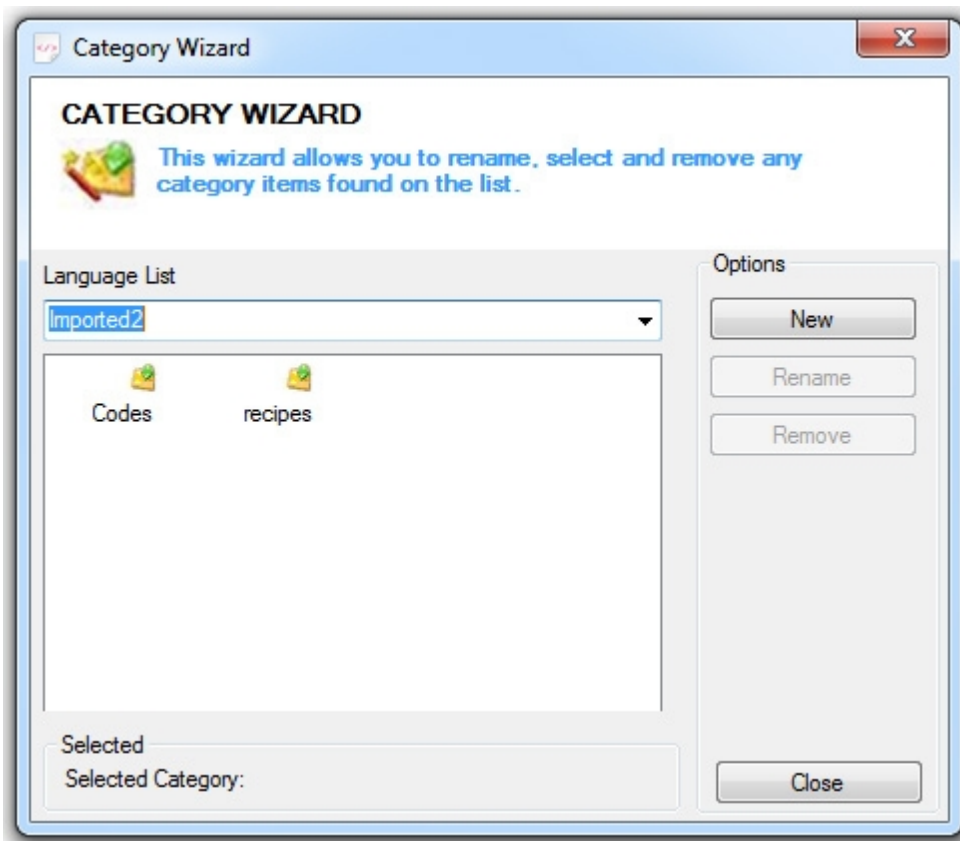 Category Wizard
CATEGORY WIZARD
This wizard allows you to rename, select and remove any
category items found on the list.
Language List
Imported2
Codes
recipes
Options
New
Rename
Remove
Selected
Selected Category:
Close